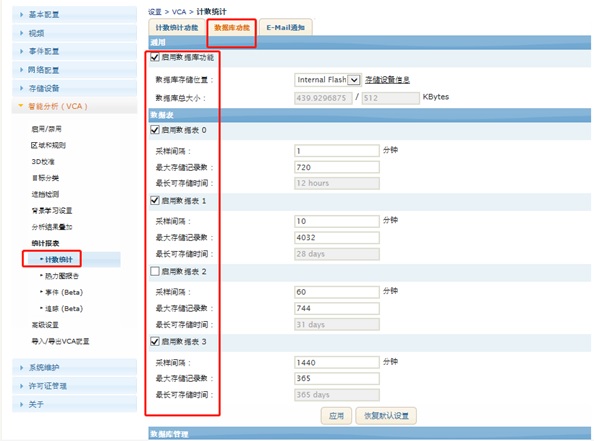 基本配置
视频
事件配置
网络配置
存储设备
智能分析（VCA）
启用/禁用
区域和规则
3D校准
目标分类
遮挡检测
背景学习设置
分析结果叠加
统计报表
计数统计
热力图报告
事件 (Beta)
追踪 (Beta)
高级设置
导入/导出VCA配置
系统维护
许可证管理
关于
设置 > VCA > 计数统计
计数统计功能 数据库功能 E-Mail通知
通用
启用数据库功能
数据库存储位置： Internal Flash 存储设备信息
数据库总大小： 439.9296875 / 512 KBytes
数据表
启用数据表 0
采样间隔： 1 分钟
最大存储记录数： 720
最长可存储时间： 12 hours
启用数据表 1
采样间隔： 10 分钟
最大存储记录数： 4032
最长可存储时间： 28 days
启用数据表 2
采样间隔： 60 分钟
最大存储记录数： 744
最长可存储时间： 31 days
启用数据表 3
采样间隔： 1440 分钟
最大存储记录数： 365
最长可存储时间： 365 days
应用 恢复默认设置
数据库管理